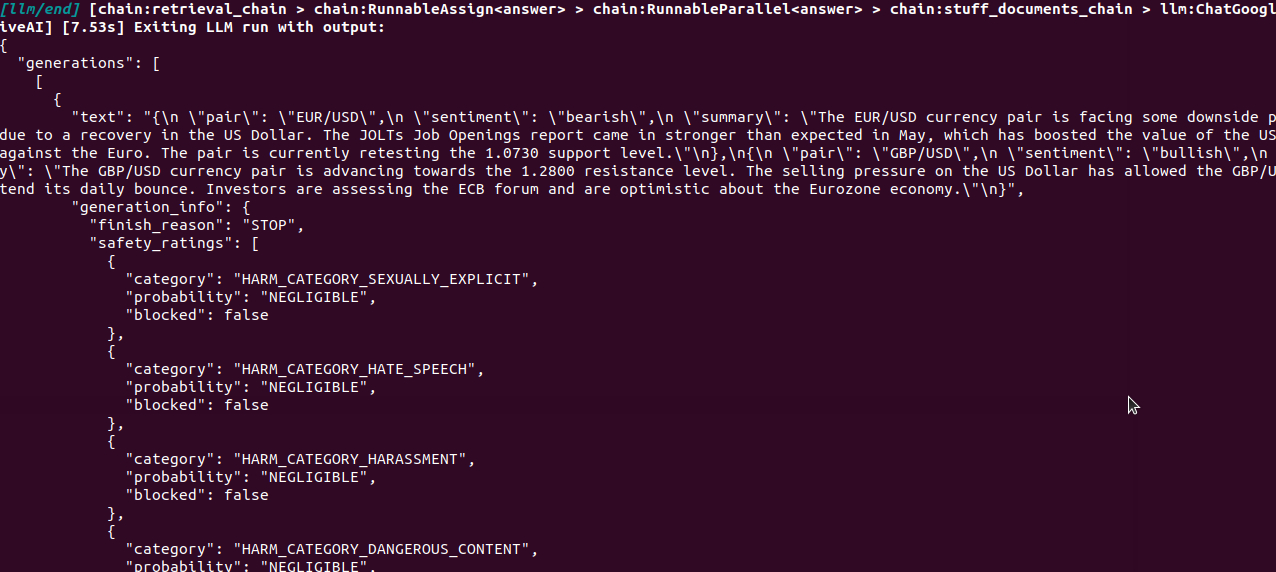 [llm/end] [chain:retrieval_chain > chain:RunnableAssign<answer> > chain:RunnableParallel<answer> > chain:stuff_documents_chain > llm:ChatGoogl
iveAI] [7.53s] Exiting LLM run with output:
{
  "generations": [
    [
      {
        "text": "{\n \"pair\": \"EUR/USD\",\n \"sentiment\": \"bearish\",\n \"summary\": \"The EUR/USD currency pair is facing some downside p
due to a recovery in the US Dollar. The JOLTs Job Openings report came in stronger than expected in May, which has boosted the value of the US
against the Euro. The pair is currently retesting the 1.0730 support level.\"\n},\n{\n \"pair\": \"GBP/USD\",\n \"sentiment\": \"bullish\",\n
y\": \"The GBP/USD currency pair is advancing towards the 1.2800 resistance level. The selling pressure on the US Dollar has allowed the GBP/U
tend its daily bounce. Investors are assessing the ECB forum and are optimistic about the Eurozone economy.\"\n}",
        "generation_info": {
          "finish_reason": "STOP",
          "safety_ratings": [
            {
              "category": "HARM_CATEGORY_SEXUALLY_EXPLICIT",
              "probability": "NEGLIGIBLE",
              "blocked": false
            },
            {
              "category": "HARM_CATEGORY_HATE_SPEECH",
              "probability": "NEGLIGIBLE",
              "blocked": false
            },
            {
              "category": "HARM_CATEGORY_HARASSMENT",
              "probability": "NEGLIGIBLE",
              "blocked": false
            },
            {
              "category": "HARM_CATEGORY_DANGEROUS_CONTENT",
              "probability": "NEGLIGIBLE",